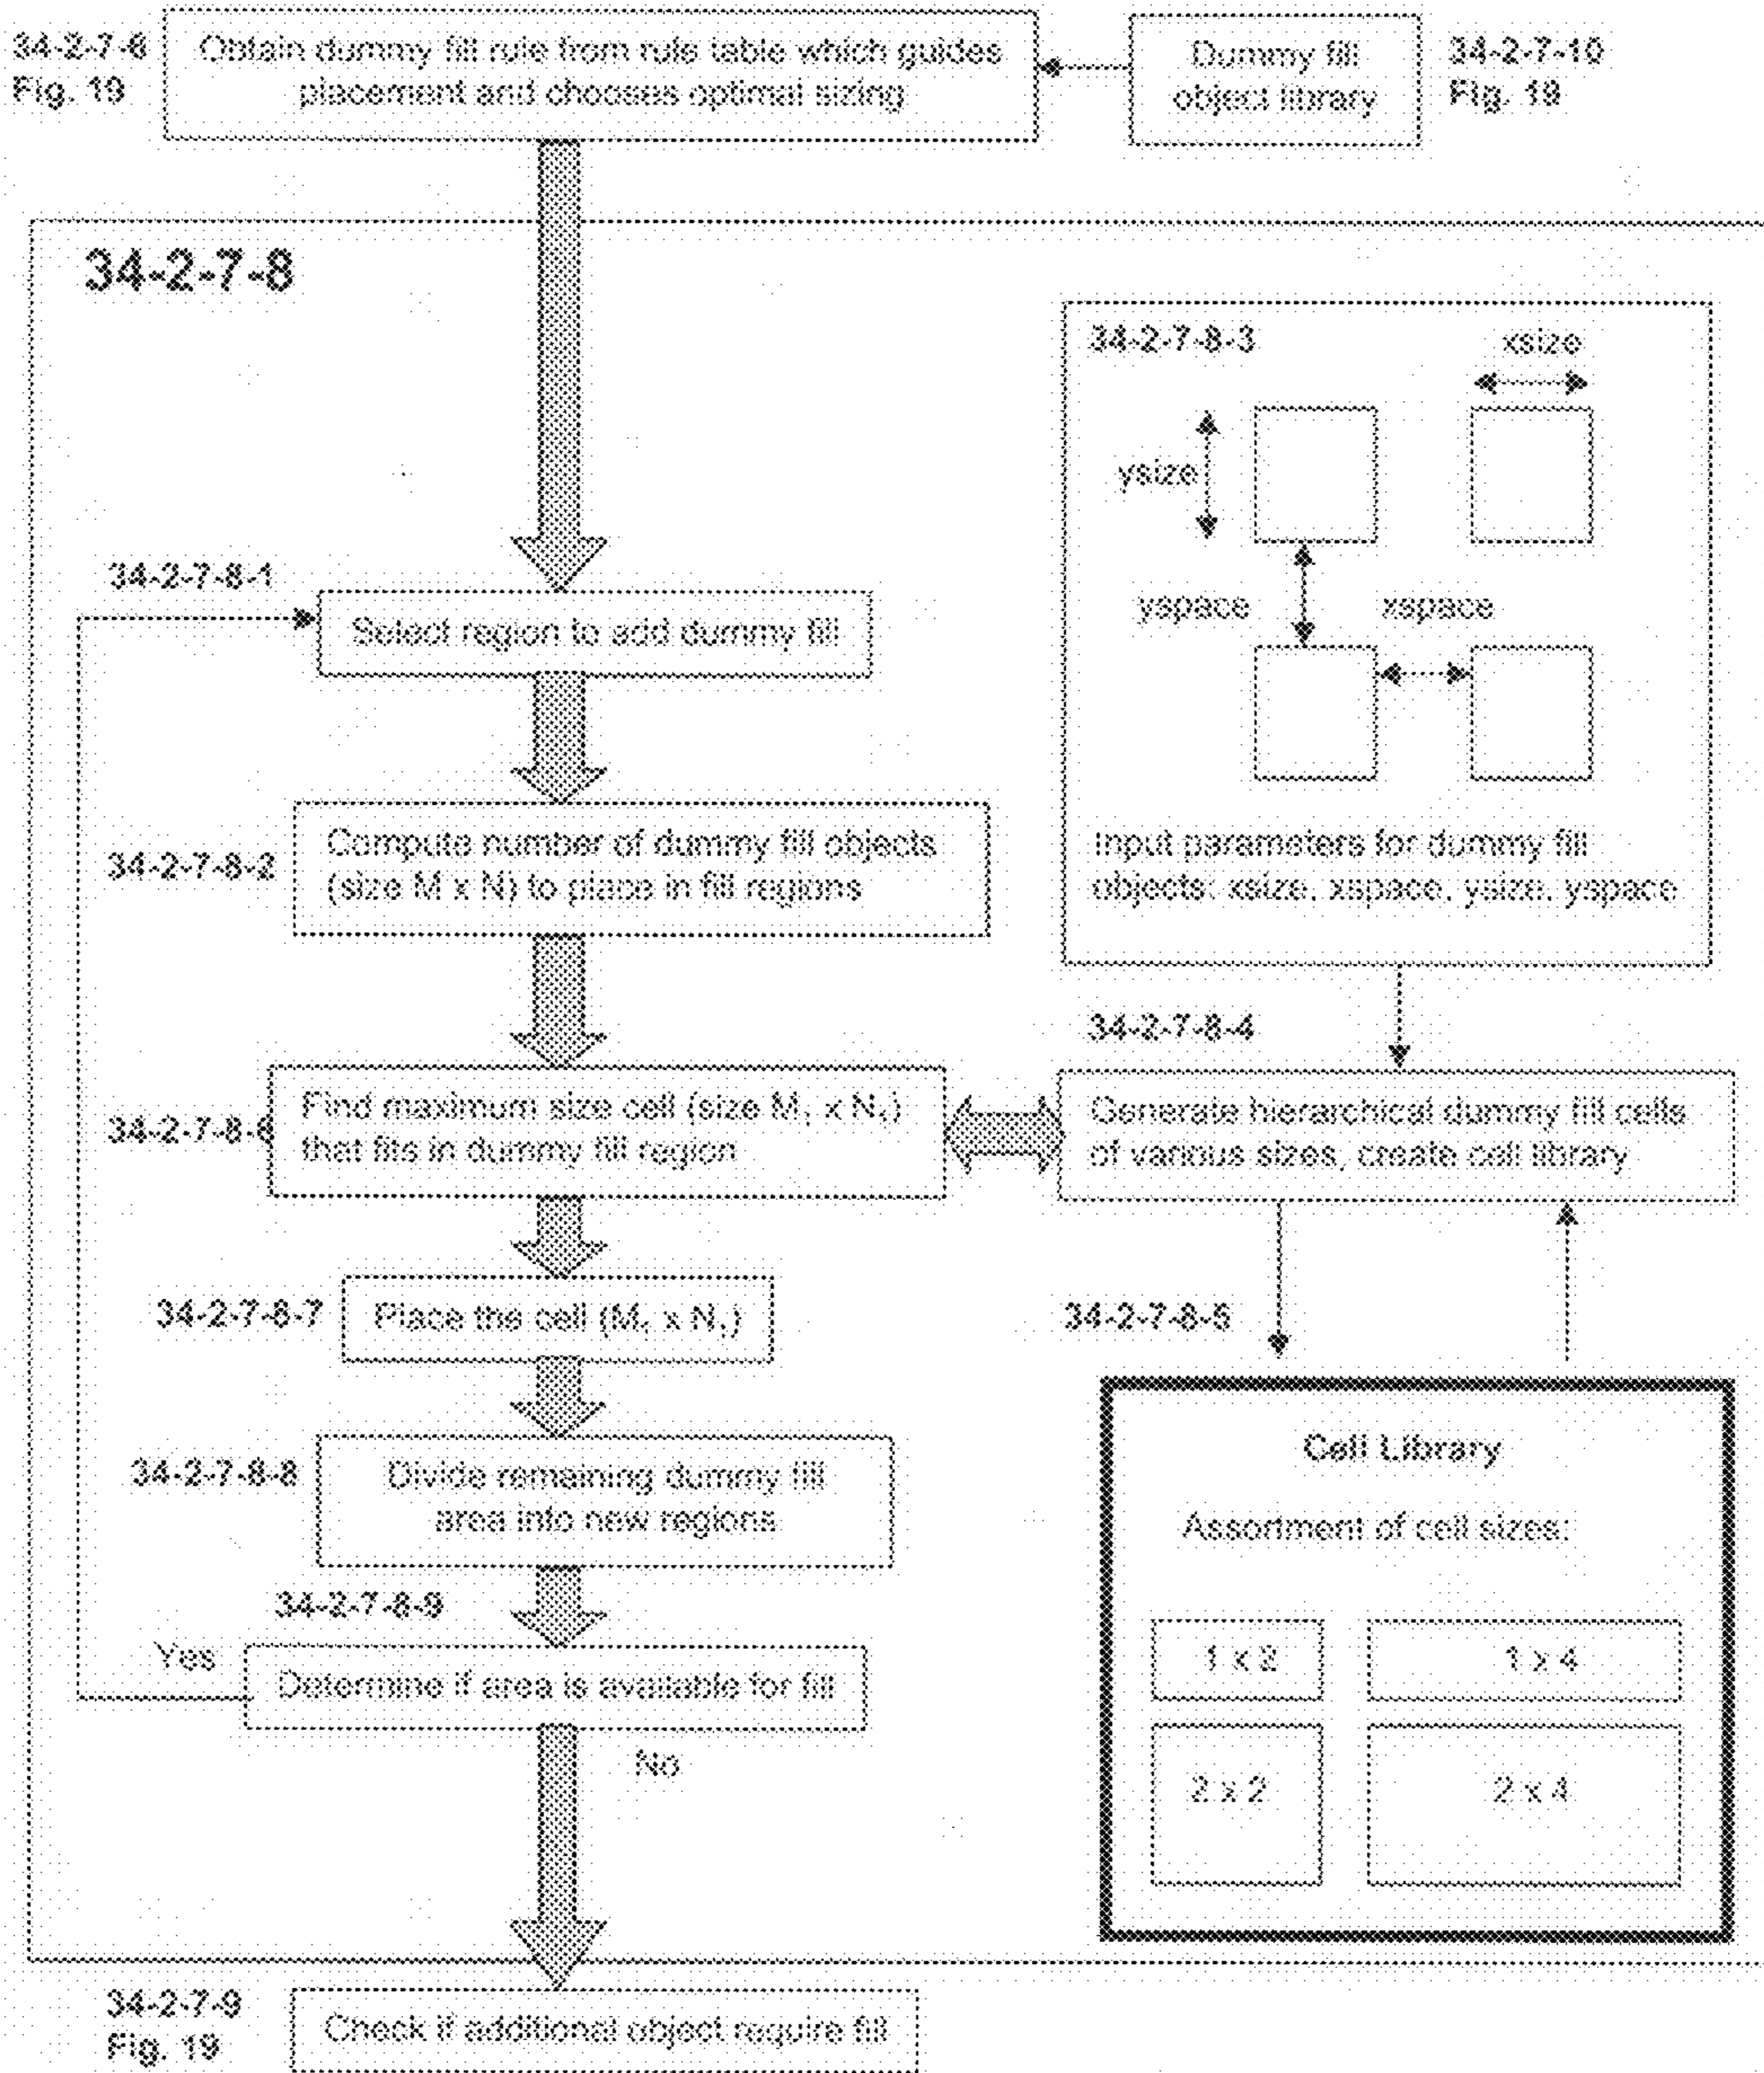 34-2-7-6
Fig. 19
Obtain dummy fill rule from rule table which guides
placement and chooses optimal sizing
Dummy fill
object library
34-2-7-10
Fig. 19
34-2-7-8
34-2-7-8-3
xsize
ysize
yspace
xspace
Input parameters for dummy fill
objects: xsize, xspace, ysize, yspace
34-2-7-8-1
Select region to add dummy fill
34-2-7-8-2
Compute number of dummy fill objects
(size M x N) to place in fill regions
34-2-7-8-4
34-2-7-8-6
Find maximum size cell (size M₁ x N₁)
that fits in dummy fill region
Generate hierarchical dummy fill cells
of various sizes, create cell library
34-2-7-8-7
Place the cell (M₁ x N₁)
34-2-7-8-5
34-2-7-8-8
Divide remaining dummy fill
area into new regions
Cell Library
Assortment of cell sizes:
1 x 2
1 x 4
2 x 2
2 x 4
34-2-7-8-9
Yes
Determine if area is available for fill
No
34-2-7-9
Fig. 19
Check if additional object require fill